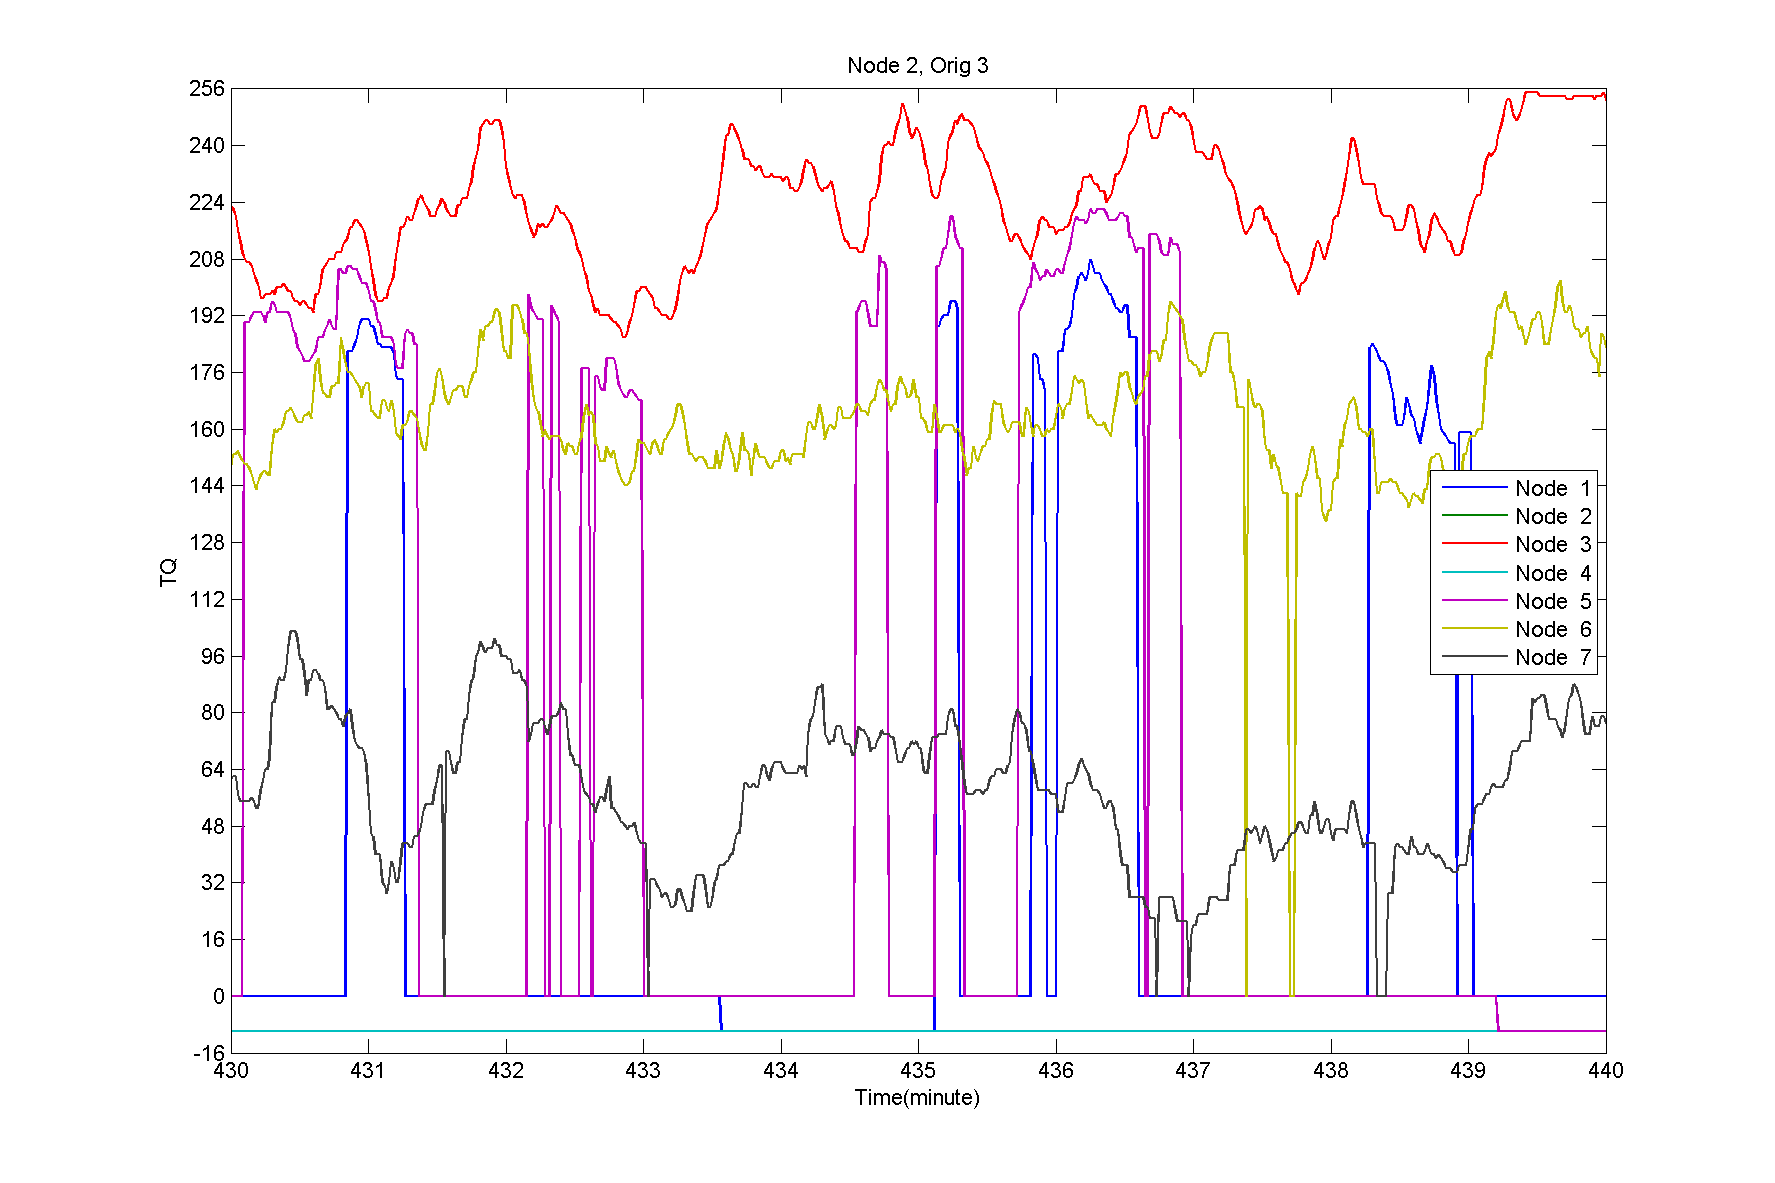 Node 2, Orig 3
256
240
224
208
192
176
160
144
128
112
96
80
64
48
32
16
0
-16
TQ
430 431 432 433 434 435 436 437 438 439 440
Time(minute)
Node 1
Node 2
Node 3
Node 4
Node 5
Node 6
Node 7